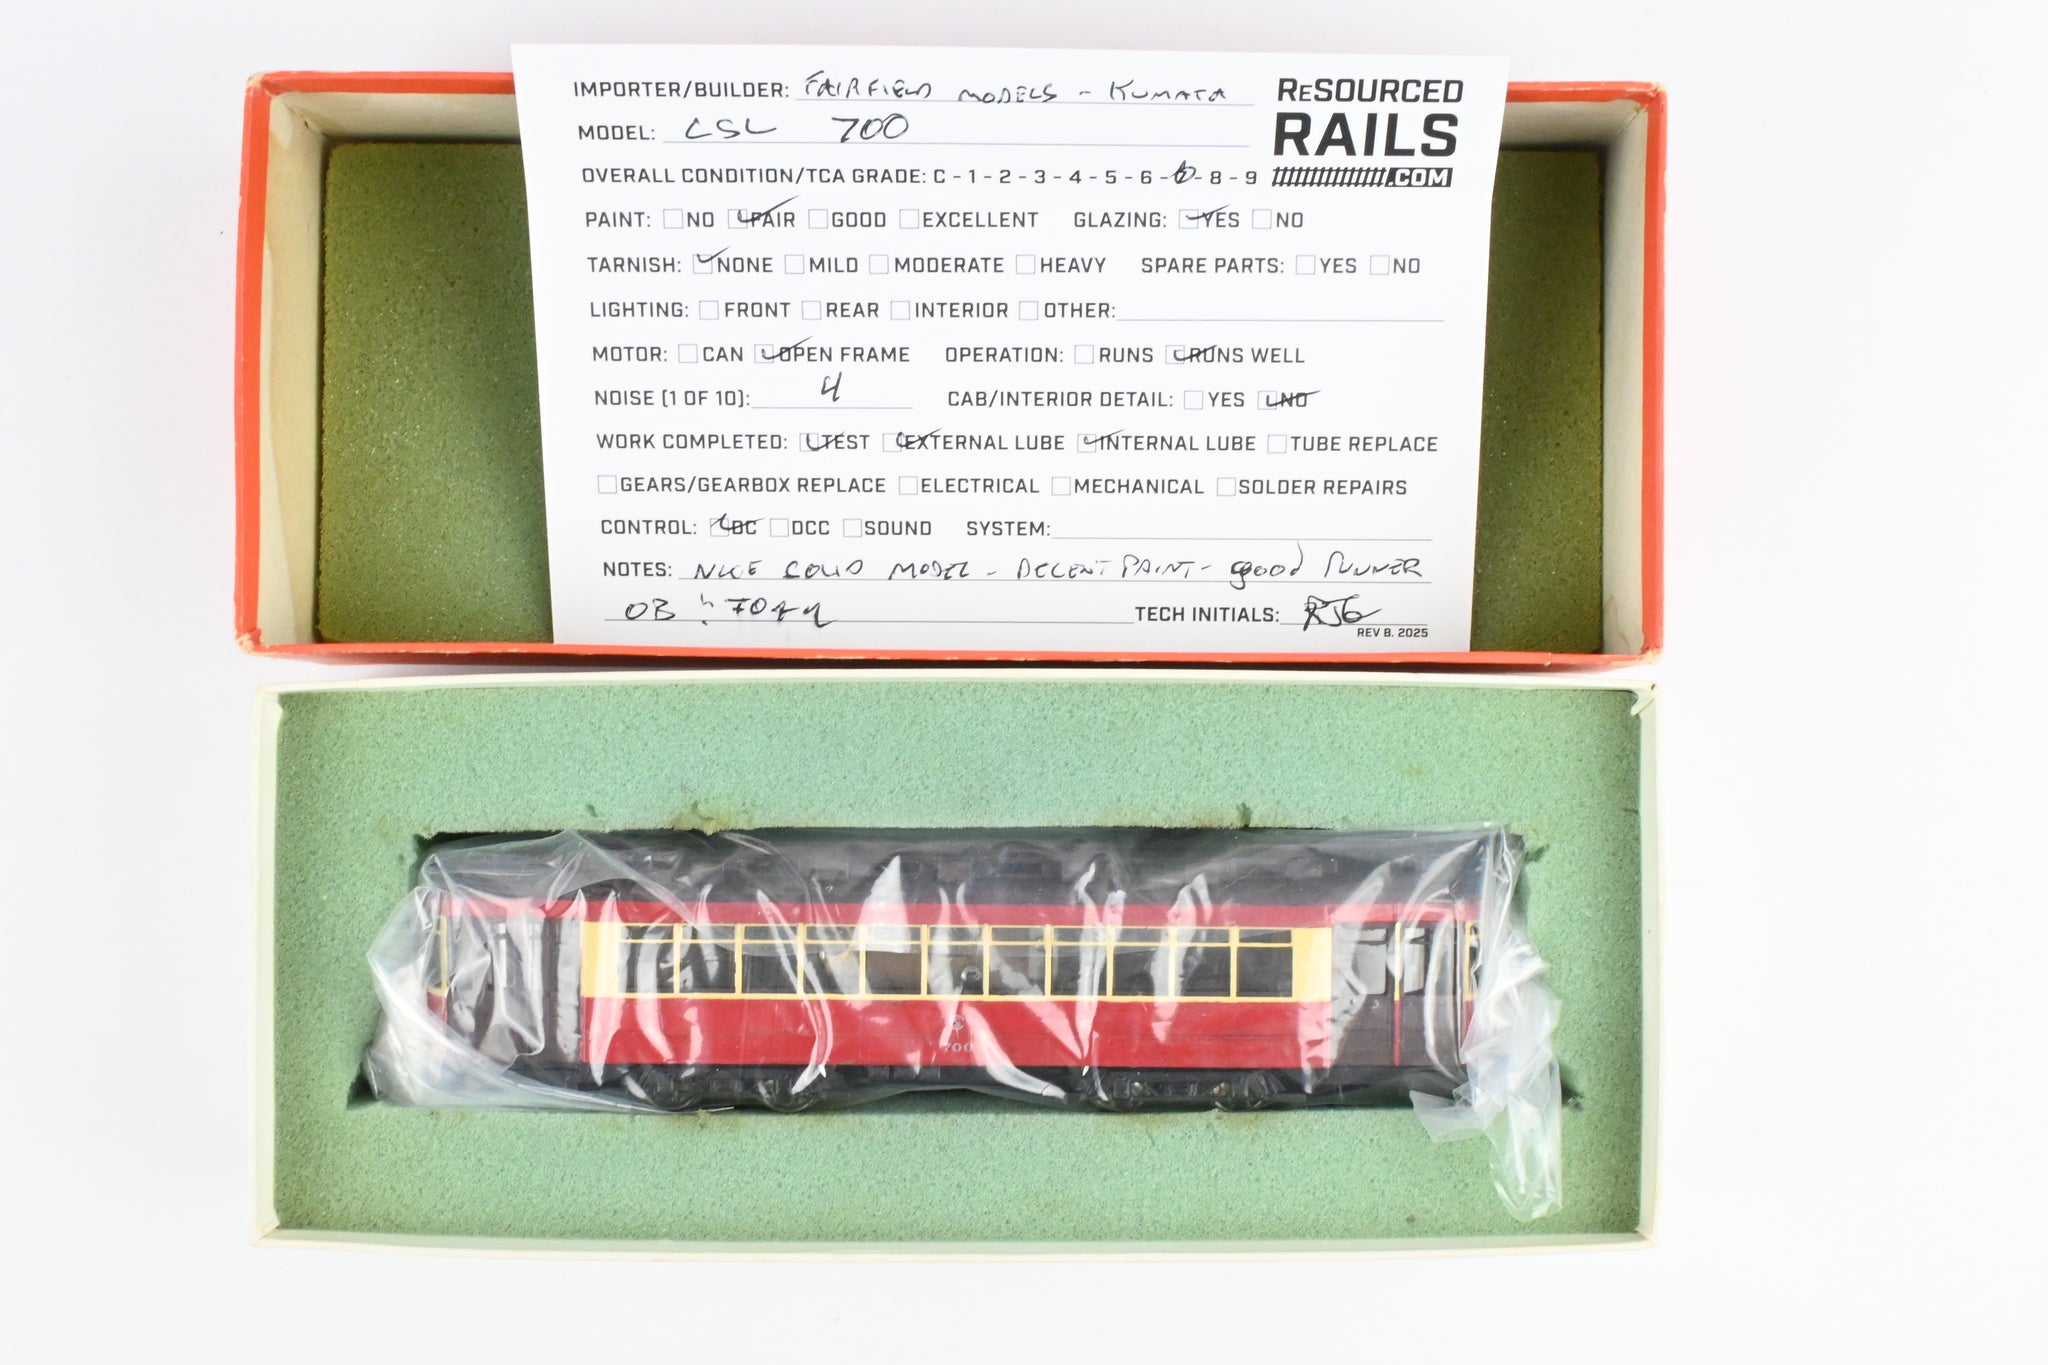 IMPORTER/BUILDER: FAIRFIELD MODELS - KUMATA
ReSOURCED
RAILS
.COM
MODEL: CSL 700
OVERALL CONDITION/TCA GRADE: C - 1 - 2 - 3 - 4 - 5 - 6 - - 8 - 9
PAINT: NO FAIR GOOD EXCELLENT GLAZING: YES NO
TARNISH: NONE MILD MODERATE HEAVY SPARE PARTS: YES NO
LIGHTING: FRONT REAR INTERIOR OTHER:
MOTOR: CAN OPEN FRAME OPERATION: RUNS RUNS WELL
NOISE (1 OF 10): 4 CAB/INTERIOR DETAIL: YES NO
WORK COMPLETED: TEST EXTERNAL LUBE INTERNAL LUBE TUBE REPLACE
GEARS/GEARBOX REPLACE ELECTRICAL MECHANICAL SOLDER REPAIRS
CONTROL: DC DCC SOUND SYSTEM:
NOTES: NICE SOLID MODEL - DECENT PAINT - good RUNNER
OB TECH INITIALS: RJG
REV B. 2025
700